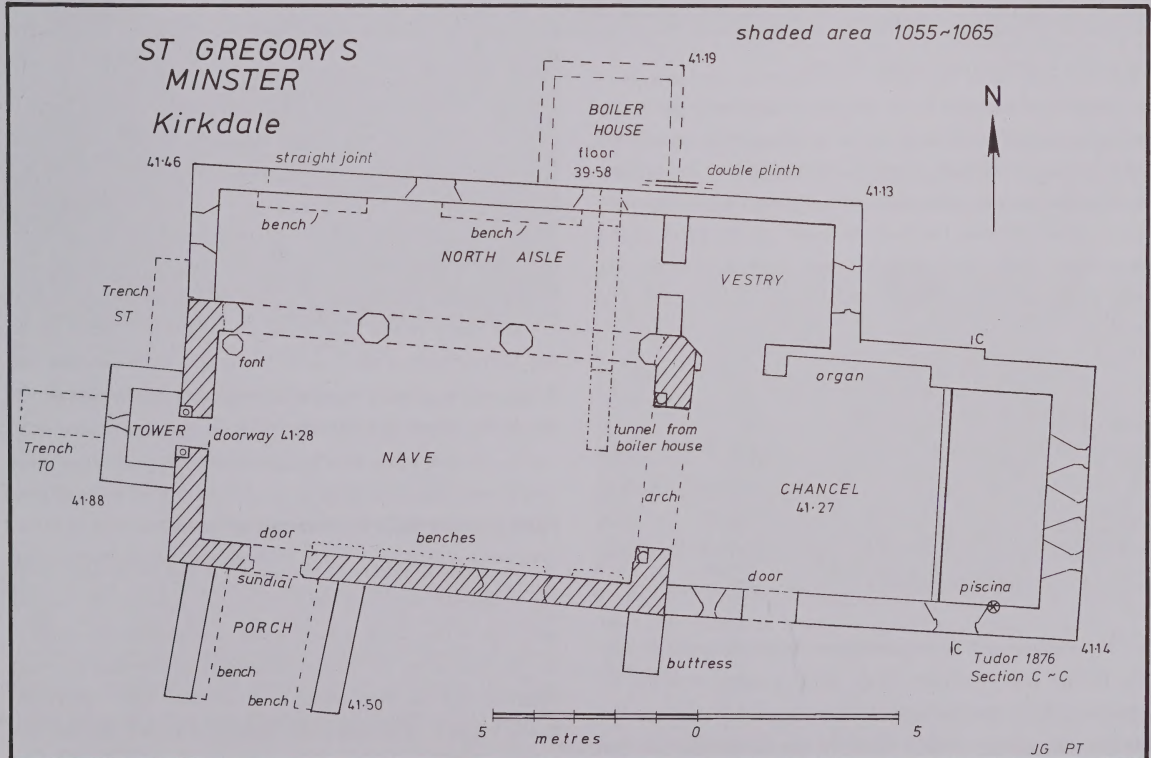 ST GREGORYS
MINSTER
Kirkdale
shaded area 1055~1065
N
41·19
BOILER
HOUSE
floor
39·58
double plinth
41·46
straight joint
41·13
bench
bench
NORTH AISLE
VESTRY
Trench
ST
font
IC
organ
TOWER
doorway 41·28
tunnel from
boiler house
Trench
TO
NAVE
41·88
arch
CHANCEL
41·27
door
benches
sundial
door
piscina
PORCH
IC
41·14
Tudor 1876
Section C~C
buttress
bench
bench
41·50
5
0
5
metres
JG PT